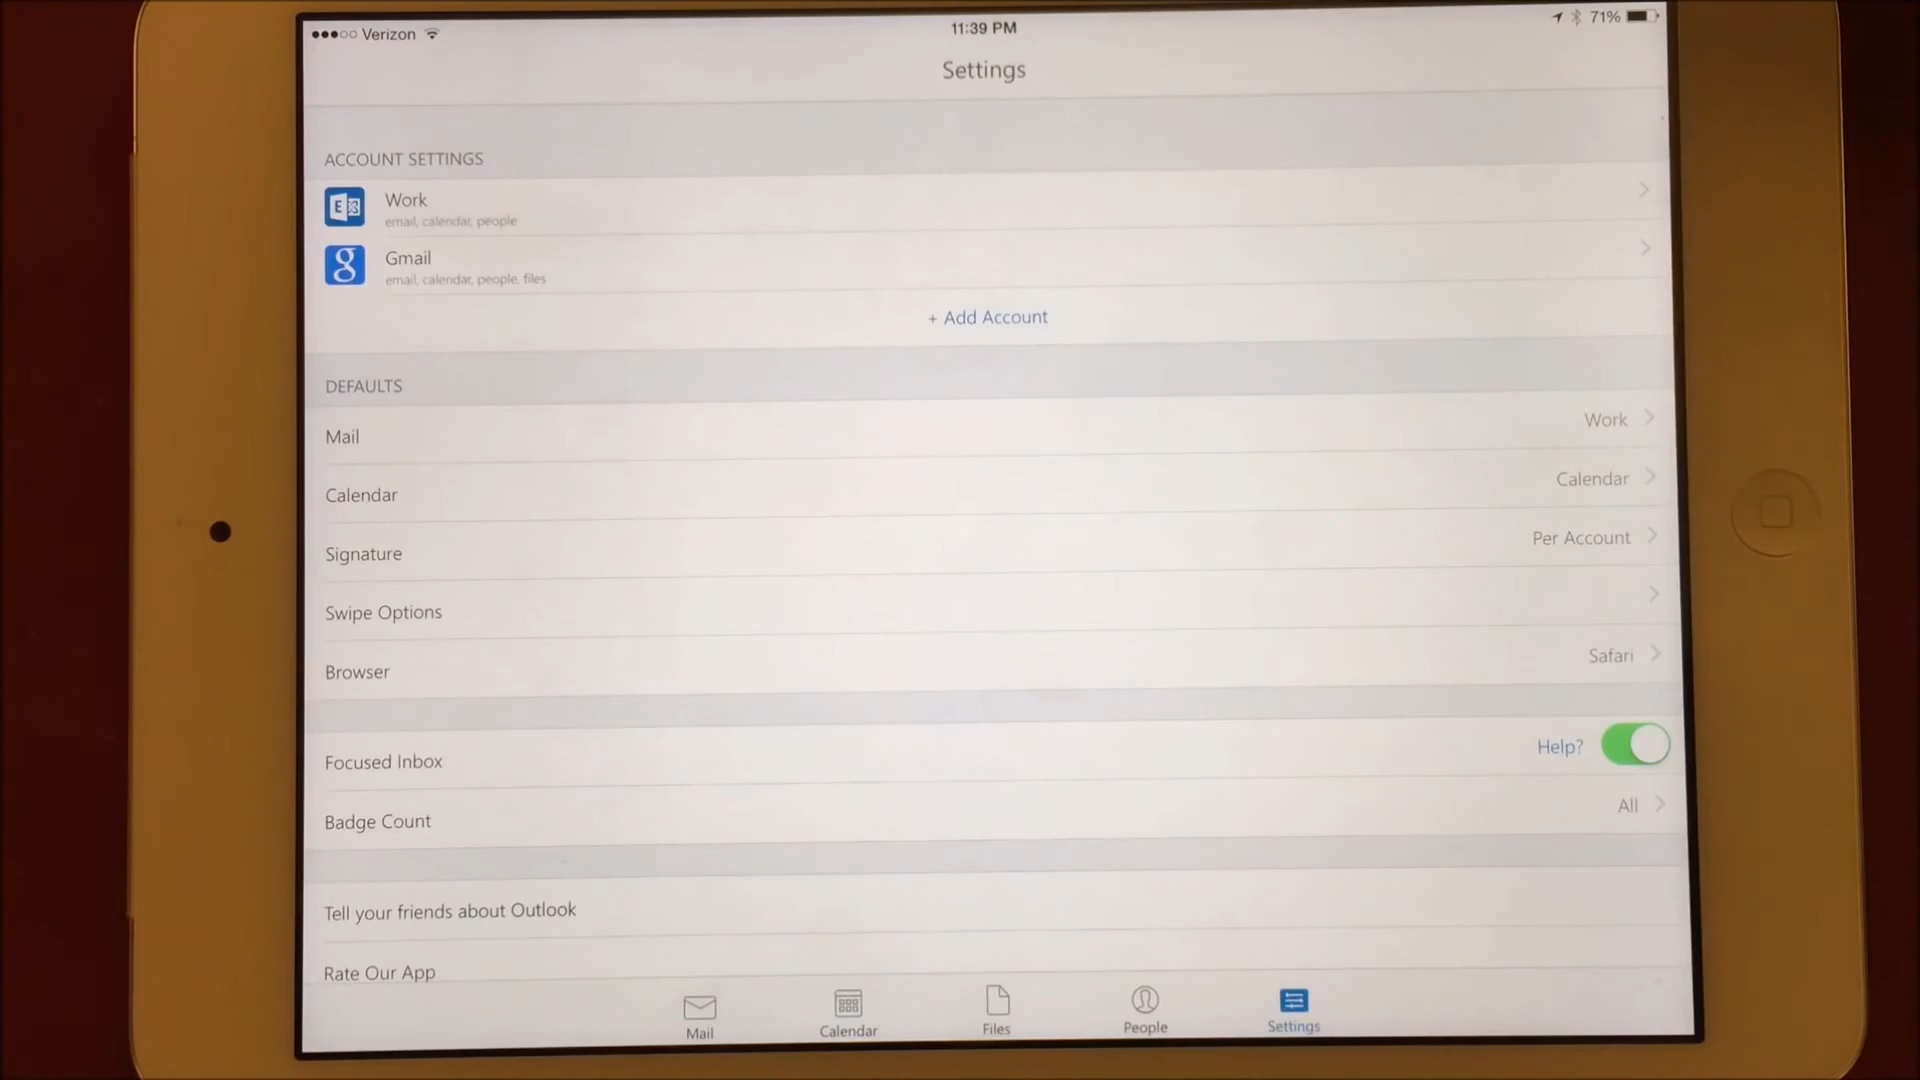 Verizon
11:39 PM
71%
Settings
ACCOUNT SETTINGS
E
Work
email, calendar, people
g
Gmail
email, calendar, people, files
+ Add Account
DEFAULTS
Mail
Work
Calendar
Calendar
Signature
Per Account
Swipe Options
Browser
Safari
Focused Inbox
Help?
Badge Count
All
Tell your friends about Outlook
Rate Our App
Mail
Calendar
Files
People
Settings